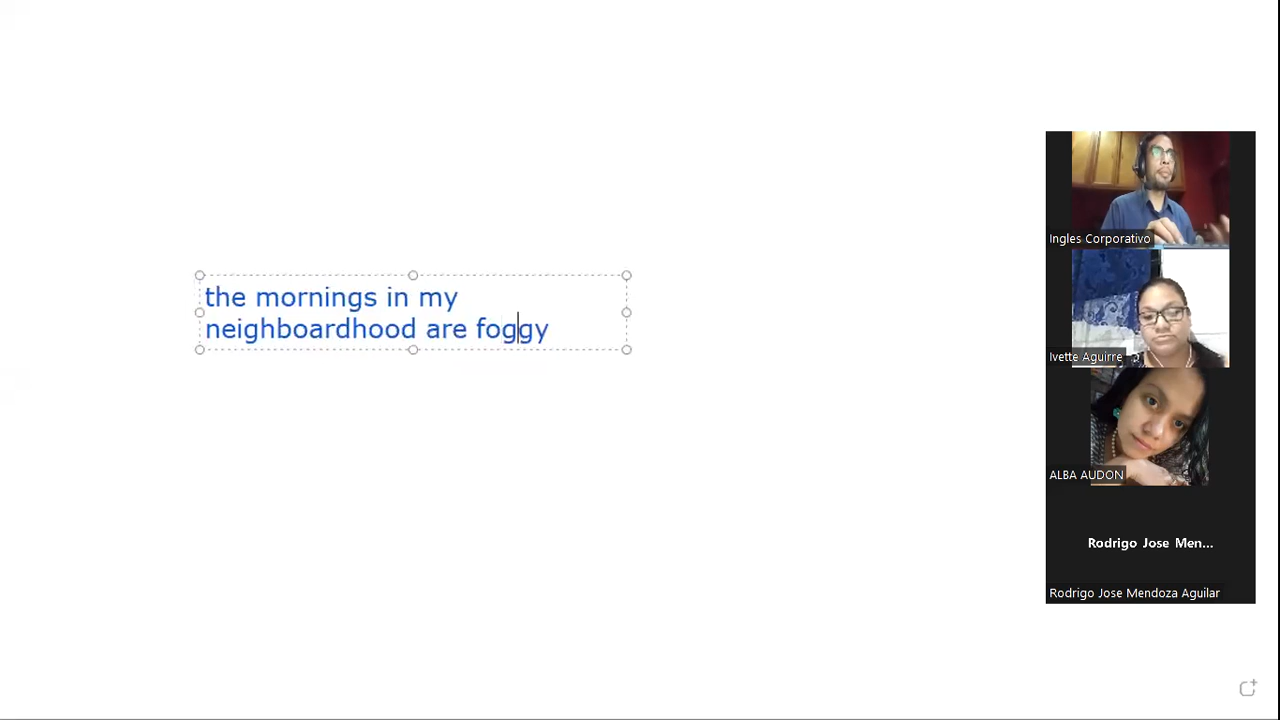 the mornings in my
neighboardhood are foggy
Ingles Corporativo
Ivette Aguirre
ALBA AUDON
Rodrigo Jose Men...
Rodrigo Jose Mendoza Aguilar